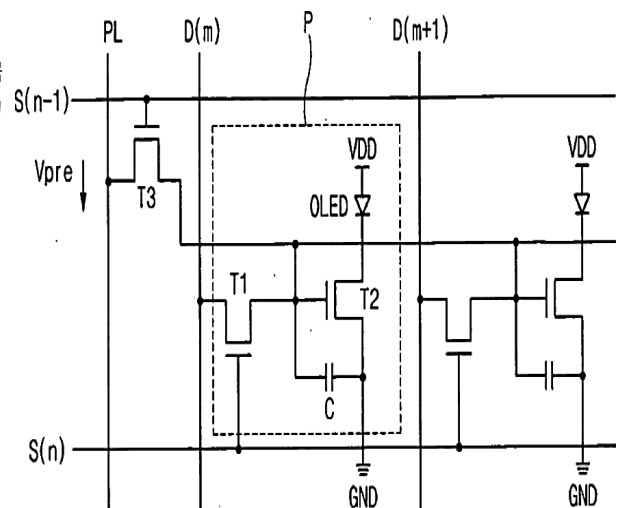 PL D(m) P D(m+1)
S(n-1)
VDD VDD
Vpre
T3
OLED
T1 T2
C
S(n)
GND GND